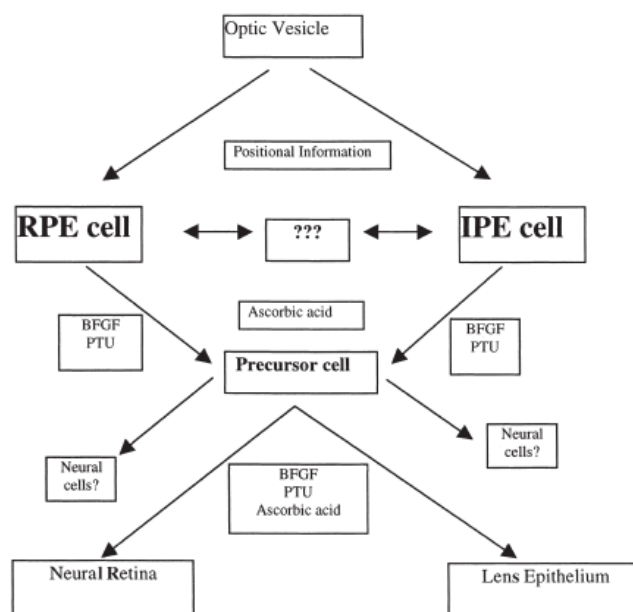 Optic Vesicle
Positional Information
RPE cell
???
IPE cell
Ascorbic acid
BFGF
PTU
BFGF
PTU
Precursor cell
Neural
cells?
Neural
cells?
BFGF
PTU
Ascorbic acid
Neural Retina
Lens Epithelium